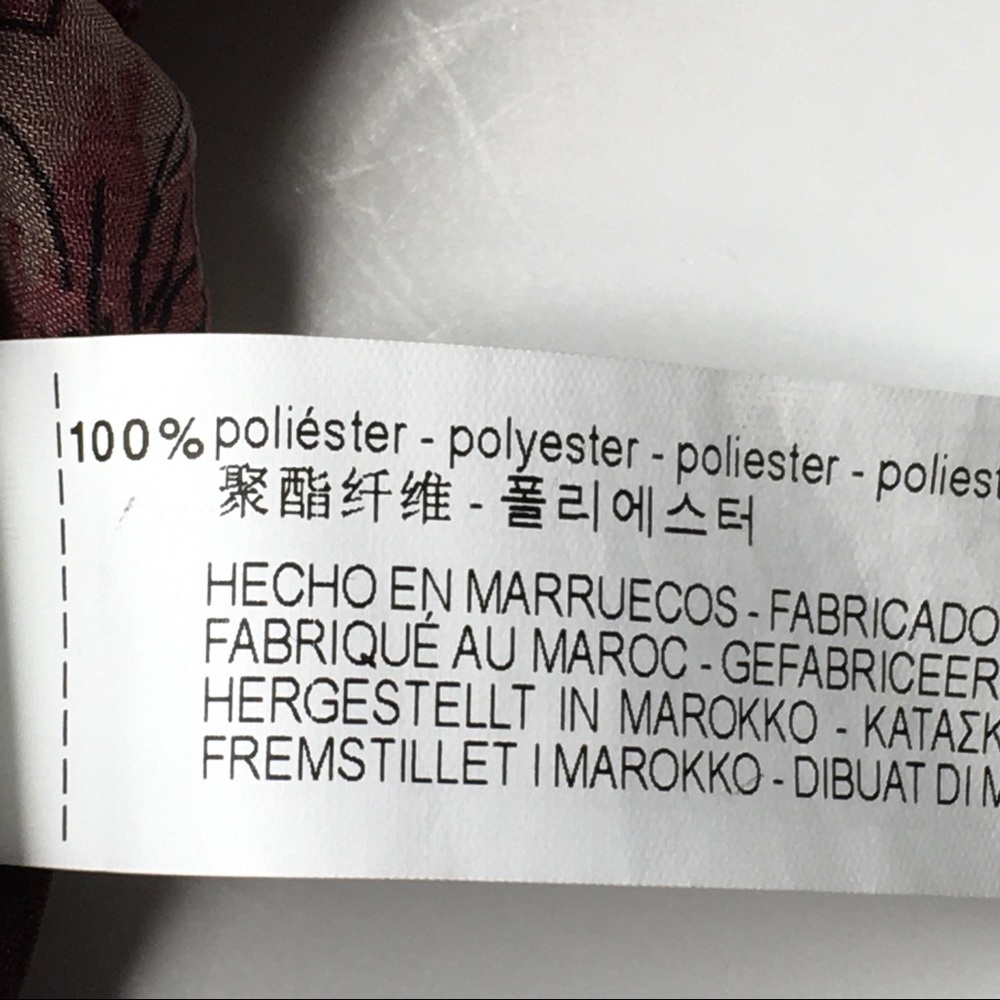 100% poliéster - polyester - poliester - poliest
聚酯纤维 - 폴리에스터
HECHO EN MARRUECOS - FABRICADO
FABRIQUÉ AU MAROC - GEFABRICEER
HERGESTELLT IN MAROKKO - ΚΑΤΑΣΚ
FREMSTILLET I MAROKKO - DIBUAT DI M